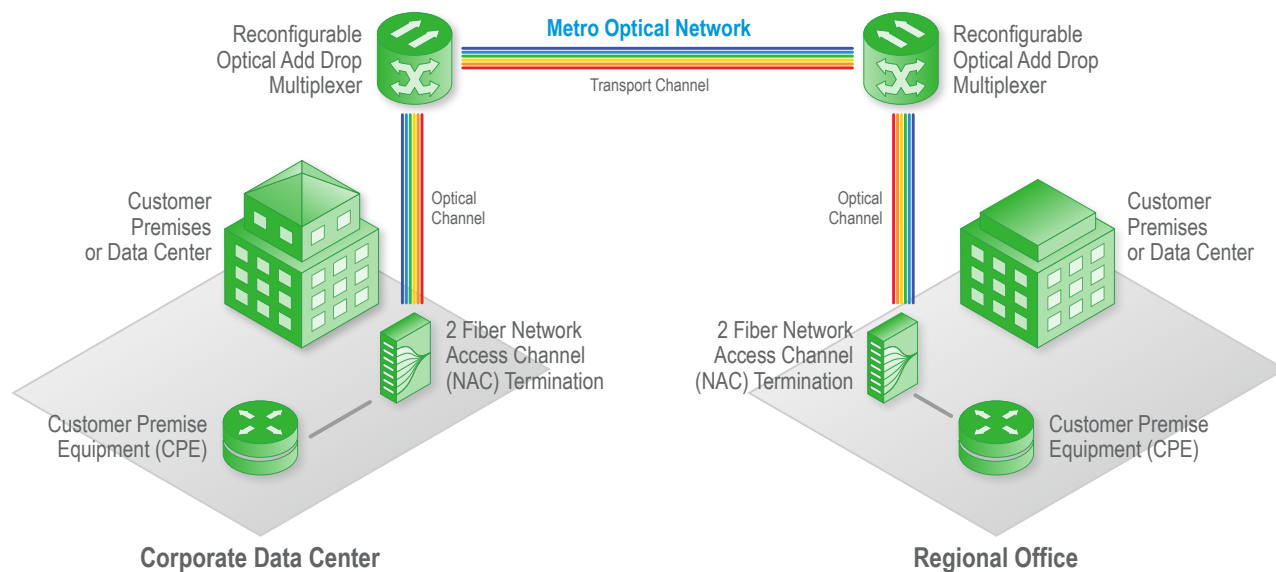 Reconfigurable
Optical Add Drop
Multiplexer
Metro Optical Network
Transport Channel
Reconfigurable
Optical Add Drop
Multiplexer
Customer
Premises
or Data Center
Optical
Channel
Optical
Channel
Customer
Premises
or Data Center
2 Fiber Network
Access Channel
(NAC) Termination
2 Fiber Network
Access Channel
(NAC) Termination
Customer Premise
Equipment (CPE)
Customer Premise
Equipment (CPE)
Corporate Data Center
Regional Office